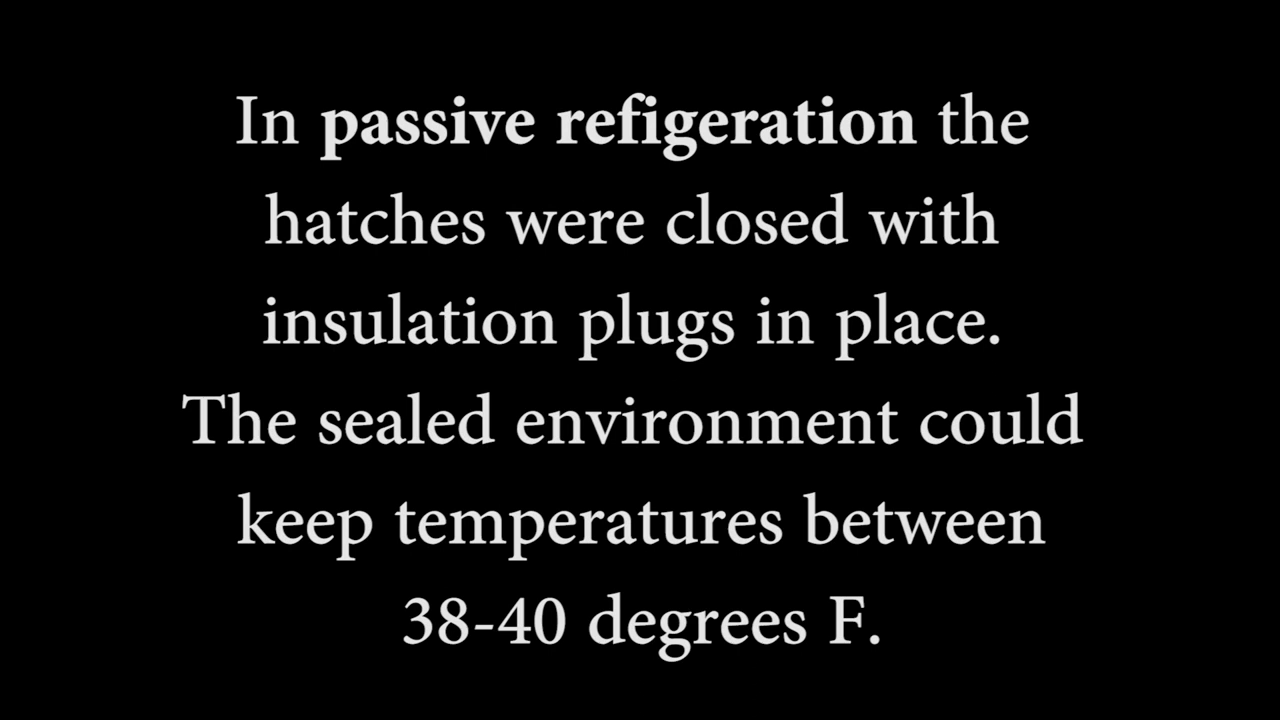 In passive refigeration the
hatches were closed with
insulation plugs in place.
The sealed environment could
keep temperatures between
38-40 degrees F.